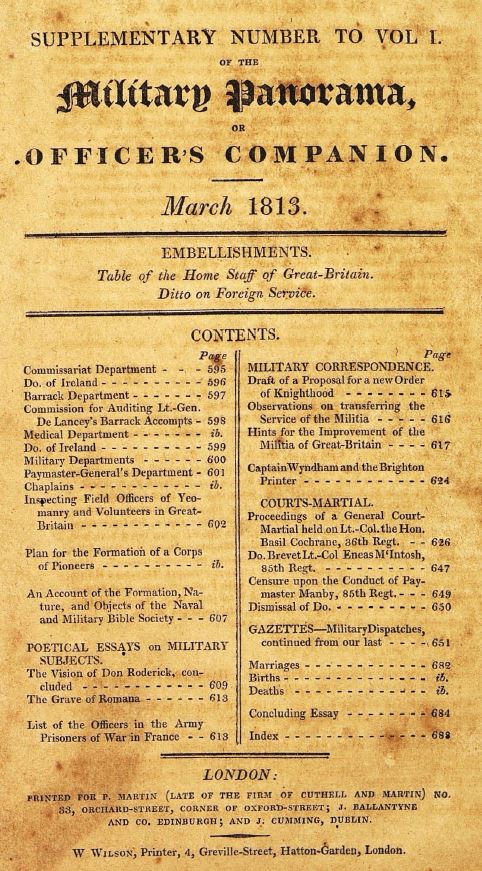 SUPPLEMENTARY NUMBER TO VOL I.
OF THE
Military Panorama,
OR
OFFICER'S COMPANION.
March 1813.
EMBELLISHMENTS.
Table of the Home Staff of Great-Britain.
Ditto on Foreign Service.
CONTENTS.
Page
Commissariat Department - - - 595
Do. of Ireland - - - - - - - - - 596
Barrack Department - - - - - - - 597
Commission for Auditing Lt.-Gen.
De Lancey's Barrack Accompts - 598
Medical Department - - - - - - ib.
Do. of Ireland - - - - - - - - - 599
Military Departments - - - - - - 600
Paymaster-General's Department - 601
Chaplains - - - - - - - - - - - ib.
Inspecting Field Officers of Yeo-
manry and Volunteers in Great-
Britain - - - - - - - - - - - 602
Plan for the Formation of a Corps
of Pioneers - - - - - - - - - ib.
An Account of the Formation, Na-
ture, and Objects of the Naval
and Military Bible Society - - - 607
POETICAL ESSAYS on MILITARY
SUBJECTS.
The Vision of Don Roderick, con-
cluded - - - - - - - - - - - 609
The Grave of Romana - - - - - - 613
List of the Officers in the Army
Prisoners of War in France - - 613
Page
MILITARY CORRESPONDENCE.
Draft of a Proposal for a new Order
of Knighthood - - - - - - - - 615
Observations on transferring the
Service of the Militia - - - - - 616
Hints for the Improvement of the
Militia of Great-Britain - - - - 617
Captain Wyndham and the Brighton
Printer - - - - - - - - - - - 624
COURTS-MARTIAL.
Proceedings of a General Court-
Martial held on Lt.-Col. the Hon.
Basil Cochrane, 36th Regt. - - 626
Do. Brevet Lt.-Col Eneas M'Intosh,
85th Regt. - - - - - - - - - 647
Censure upon the Conduct of Pay-
master Manby, 85th Regt. - - - 649
Dismissal of Do. - - - - - - - - 650
GAZETTES—Military Dispatches,
continued from our last - - - - 651
Marriages - - - - - - - - - - - 682
Births - - - - - - - - - - - - - ib.
Deaths - - - - - - - - - - - - ib.
Concluding Essay - - - - - - - - 684
Index - - - - - - - - - - - - - 688
LONDON:
PRINTED FOR P. MARTIN (LATE OF THE FIRM OF CUTHELL AND MARTIN) NO.
33, ORCHARD-STREET, CORNER OF OXFORD-STREET; J. BALLANTYNE
AND CO. EDINBURGH; AND J. CUMMING, DUBLIN.
W WILSON, Printer, 4, Greville-Street, Hatton-Garden, London.